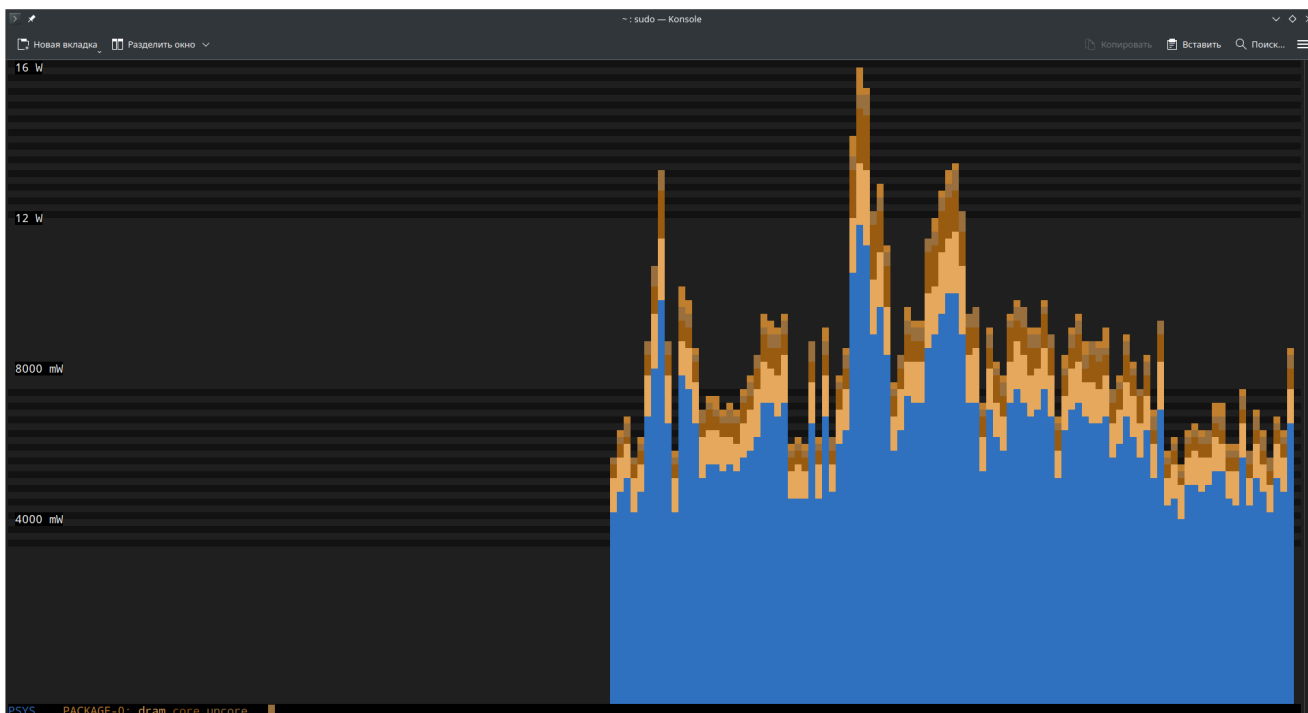 ~ : sudo — Konsole
Новая вкладка Разделить окно Копировать Вставить Поиск...
16 W
12 W
8000 mW
4000 mW
PSYS PACKAGE-0: dram core uncore